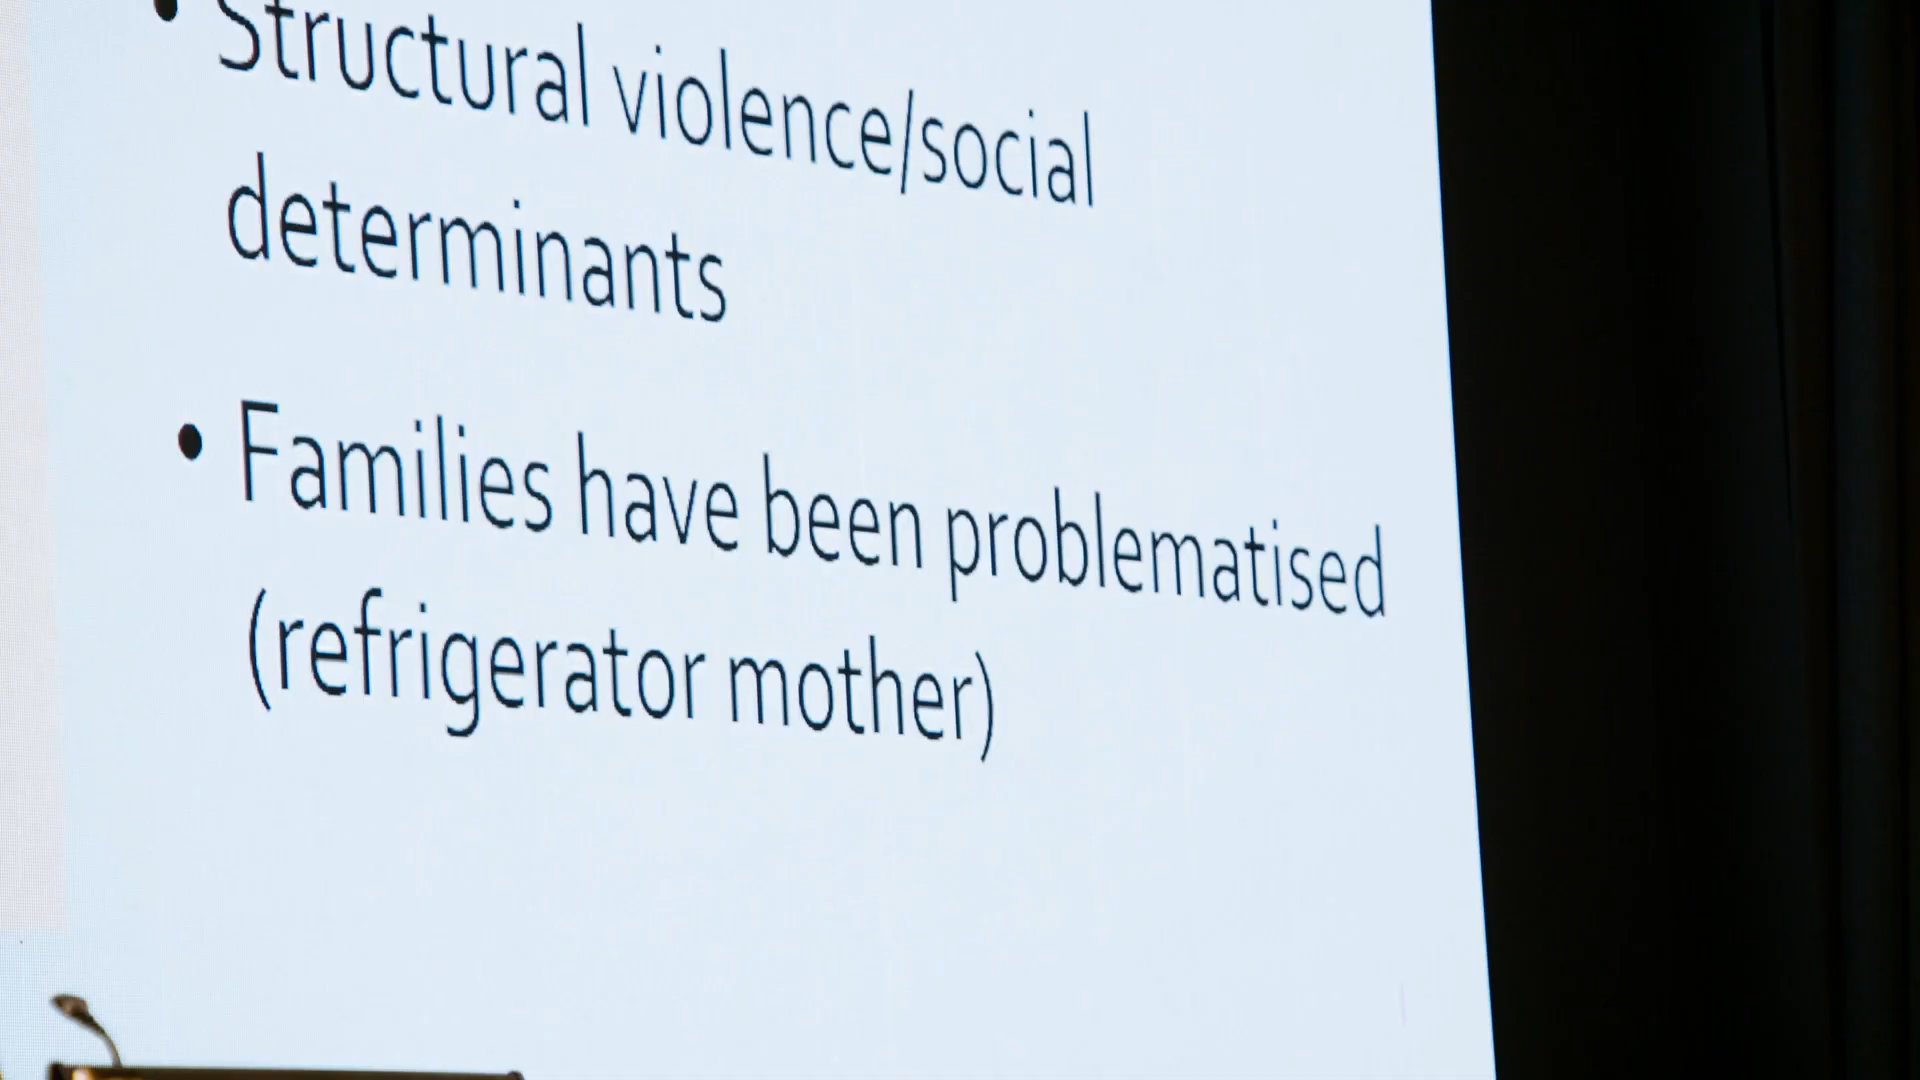 • Structural violence/social
determinants
• Families have been problematised
(refrigerator mother)